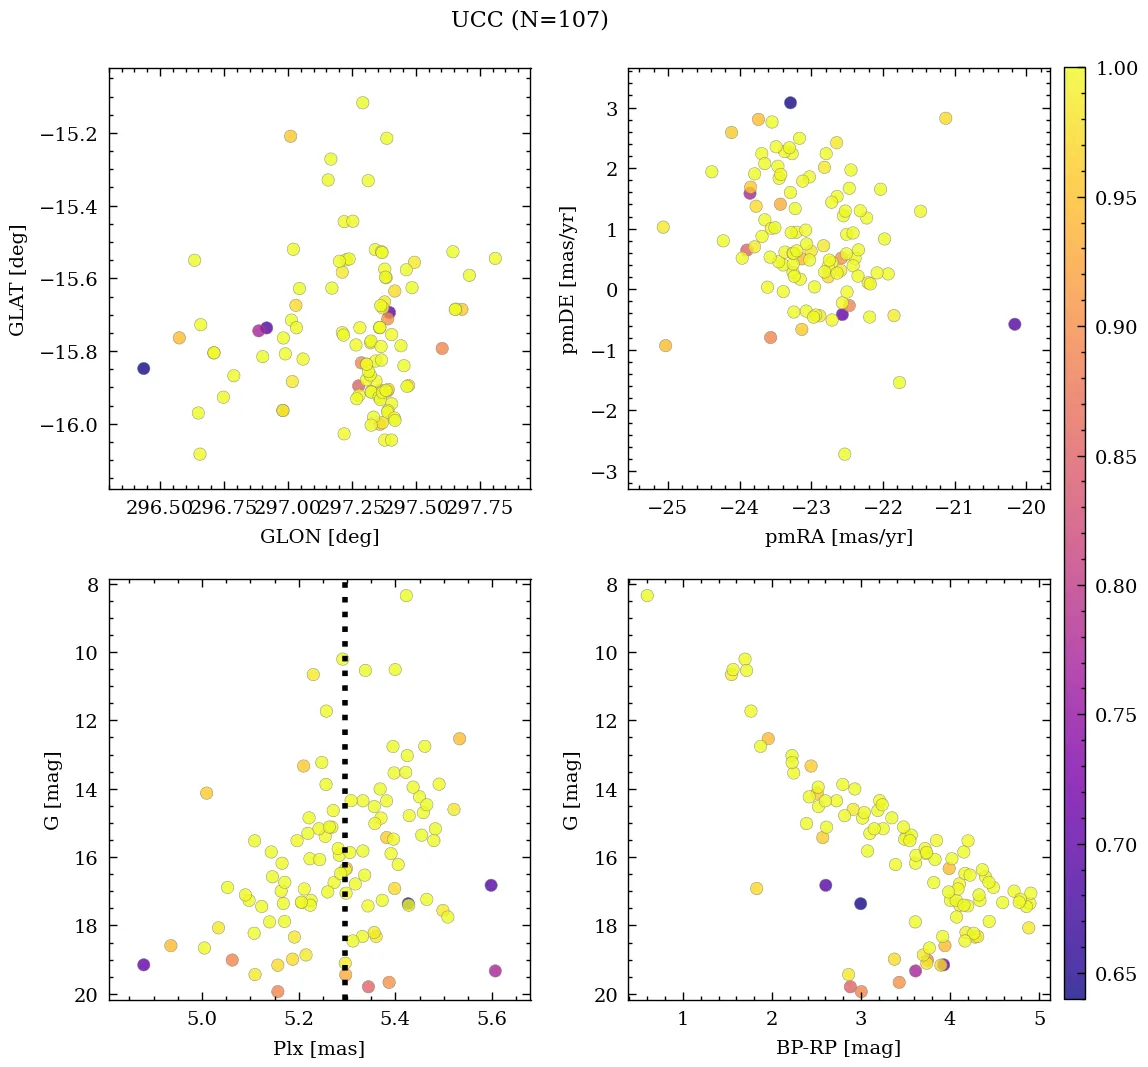 UCC (N=107)
−15.2
−15.4
−15.6
−15.8
−16.0
GLAT [deg]
296.50 296.75 297.00 297.25 297.50 297.75
GLON [deg]
3
2
1
0
−1
−2
−3
pmDE [mas/yr]
−25 −24 −23 −22 −21 −20
pmRA [mas/yr]
8
10
12
14
16
18
20
G [mag]
5.0 5.2 5.4 5.6
Plx [mas]
8
10
12
14
16
18
20
G [mag]
1 2 3 4 5
BP-RP [mag]
1.00
0.95
0.90
0.85
0.80
0.75
0.70
0.65